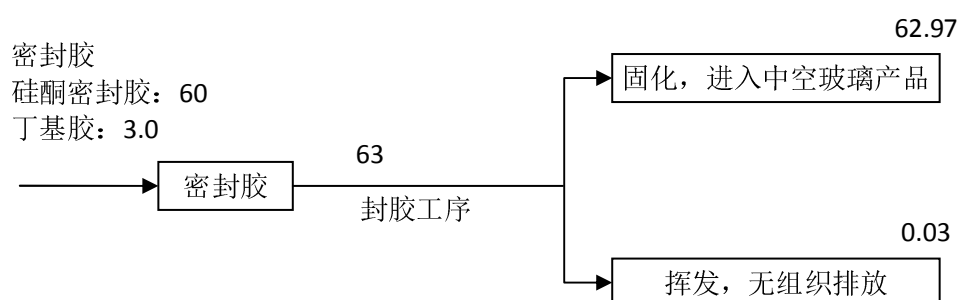 密封胶
硅酮密封胶：60
丁基胶：3.0
密封胶
63
封胶工序
62.97
固化，进入中空玻璃产品
0.03
挥发，无组织排放